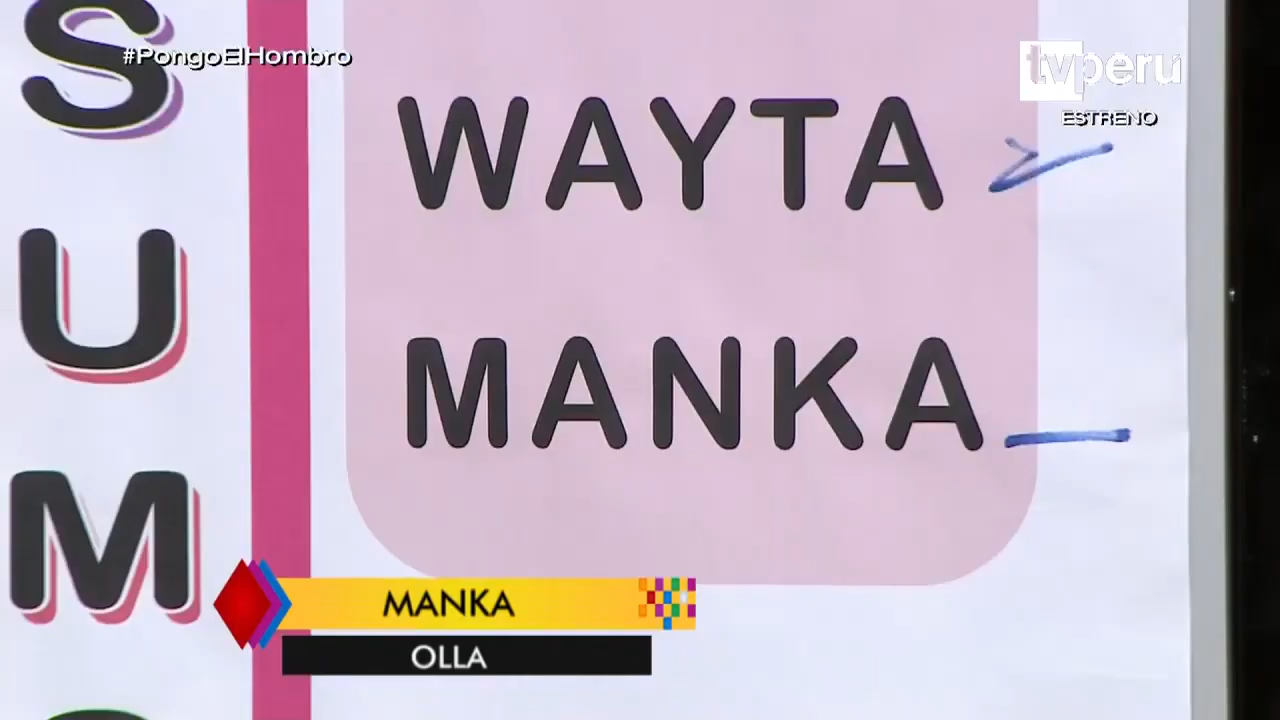 #PongoElHombro
tvperu
ESTRENO
S
U
M
WAYTA
MANKA
MANKA
OLLA